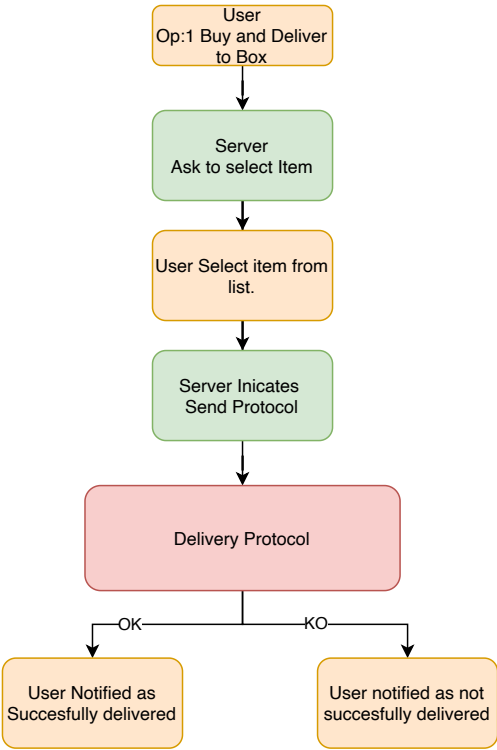 User
Op:1 Buy and Deliver
to Box
Server
Ask to select Item
User Select item from
list.
Server Inicates
Send Protocol
Delivery Protocol
OK
KO
User Notified as
Succesfully delivered
User notified as not
succesfully delivered